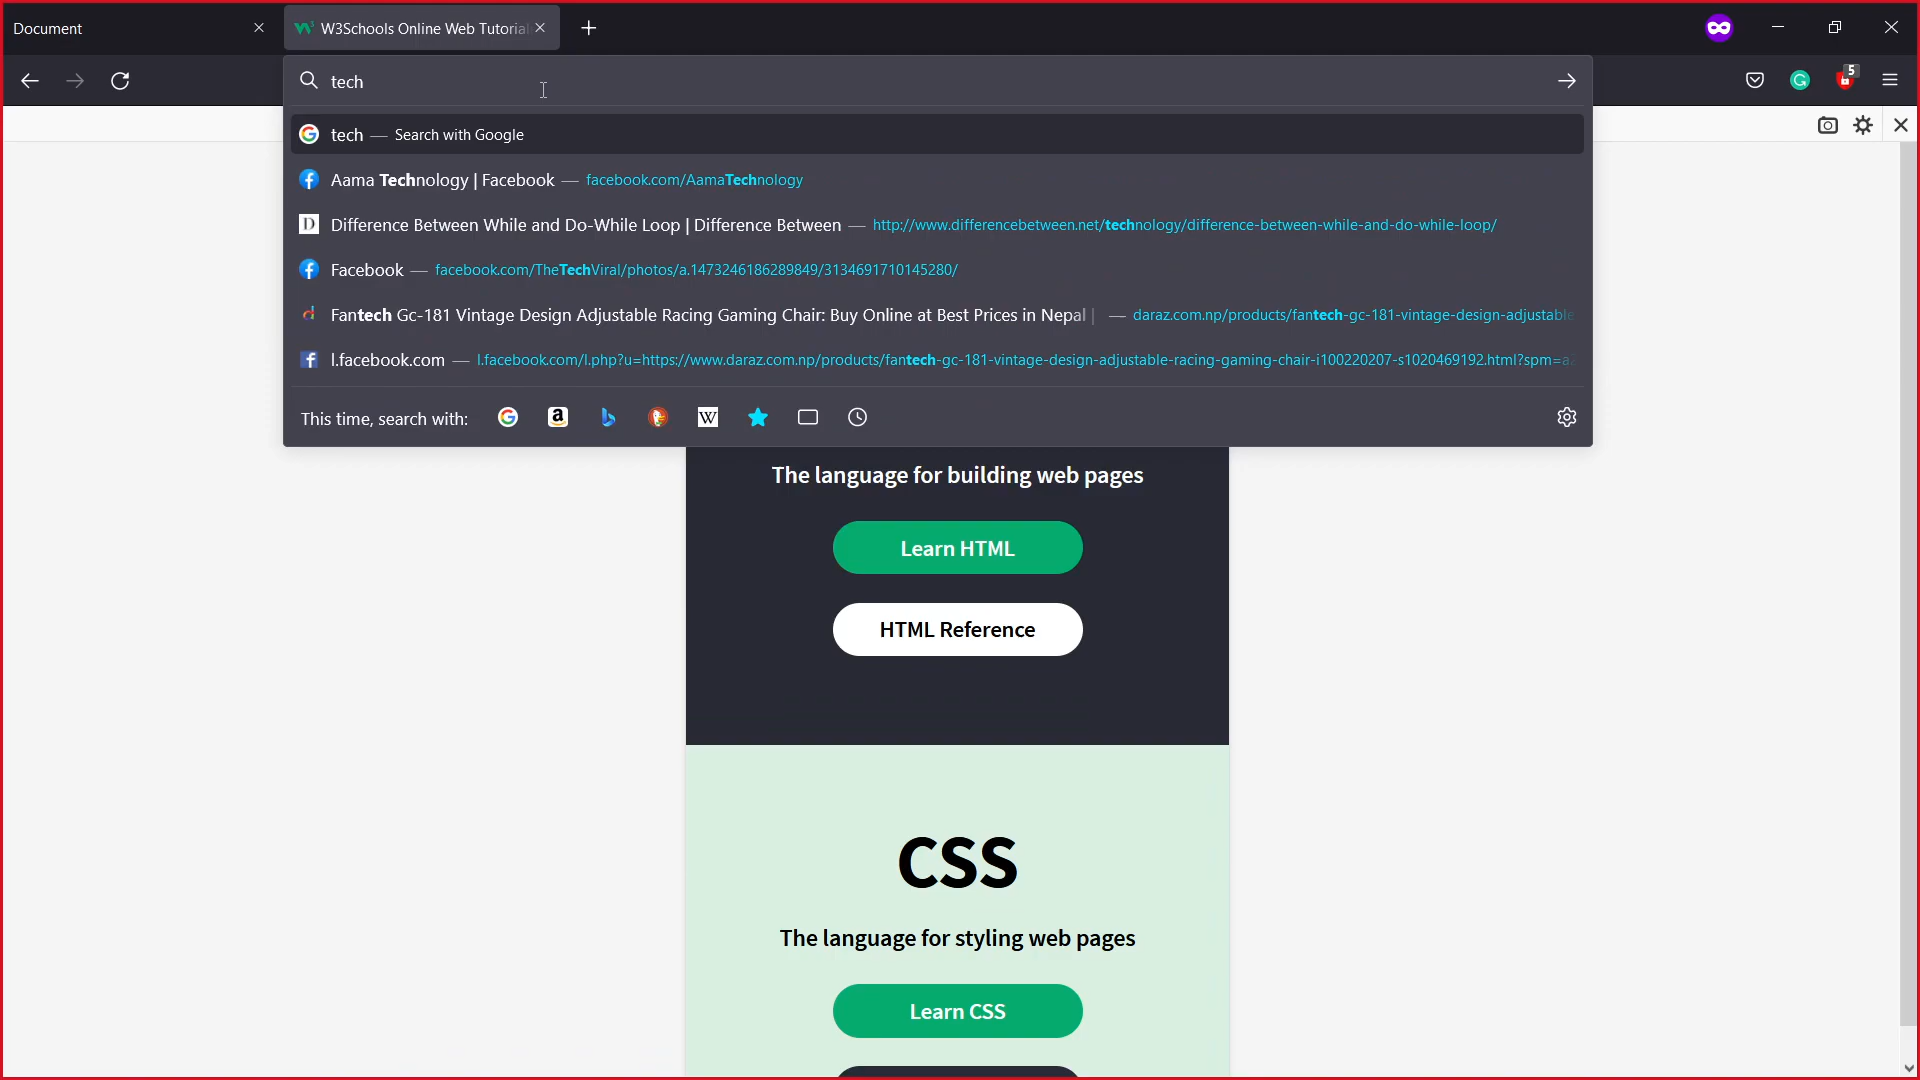 Document
W3Schools Online Web Tutorial
5
tech
tech — Search with Google
Aama Technology | Facebook — facebook.com/AamaTechnology
Difference Between While and Do-While Loop | Difference Between — http://www.differencebetween.net/technology/difference-between-while-and-do-while-loop/
Facebook — facebook.com/TheTechViral/photos/a.1473246186289849/3134691710145280/
Fantech Gc-181 Vintage Design Adjustable Racing Gaming Chair: Buy Online at Best Prices in Nepal | — daraz.com.np/products/fantech-gc-181-vintage-design-adjustable
l.facebook.com — l.facebook.com/l.php?u=https://www.daraz.com.np/products/fantech-gc-181-vintage-design-adjustable-racing-gaming-chair-i100220207-s1020469192.html?spm=a
This time, search with:
The language for building web pages
Learn HTML
HTML Reference
CSS
The language for styling web pages
Learn CSS